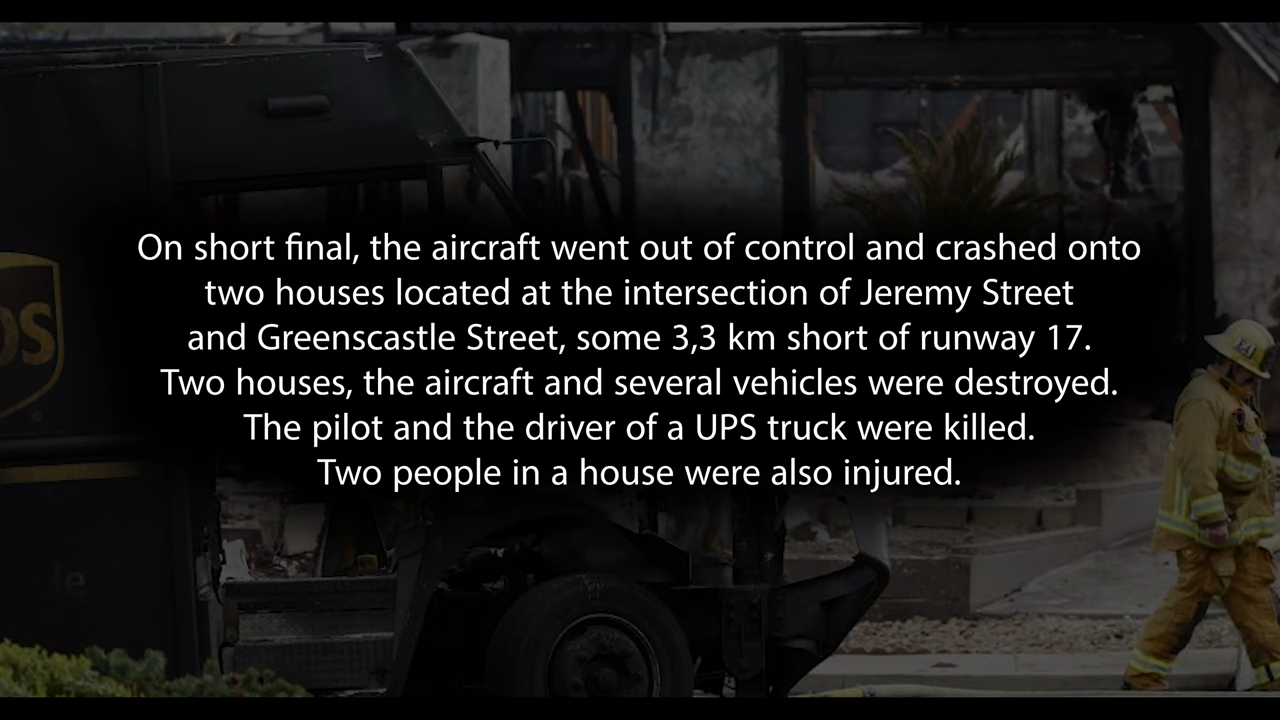 On short final, the aircraft went out of control and crashed onto
two houses located at the intersection of Jeremy Street
and Greenscastle Street, some 3,3 km short of runway 17.
Two houses, the aircraft and several vehicles were destroyed.
The pilot and the driver of a UPS truck were killed.
Two people in a house were also injured.